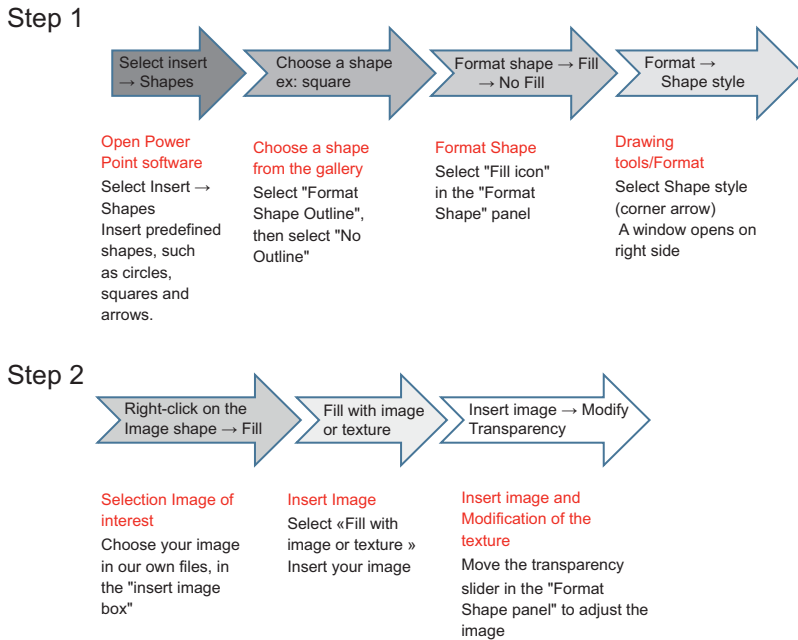 Step 1
Select insert
→ Shapes
Choose a shape
ex: square
Format shape → Fill
→ No Fill
Format →
Shape style
Open Power
Point software
Select Insert →
Shapes
Insert predefined
shapes, such
as circles,
squares and
arrows.
Choose a shape
from the gallery
Select "Format
Shape Outline",
then select "No
Outline"
Format Shape
Select "Fill icon"
in the "Format
Shape" panel
Drawing
tools/Format
Select Shape style
(corner arrow)
A window opens on
right side
Step 2
Right-click on the
Image shape → Fill
Fill with image
or texture
Insert image → Modify
Transparency
Selection Image of
interest
Choose your image
in our own files, in
the "insert image
box"
Insert Image
Select «Fill with
image or texture »
Insert your image
Insert image and
Modification of the
texture
Move the transparency
slider in the "Format
Shape panel" to adjust the
image